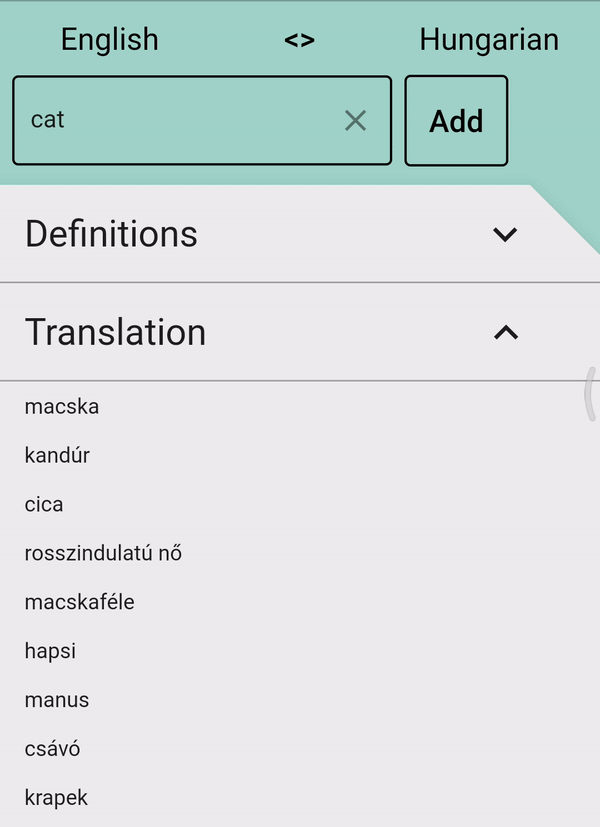 English <> Hungarian
cat Add
Definitions
Translation
macska
kandúr
cica
rosszindulatú nő
macskaféle
hapsi
manus
csávó
krapek